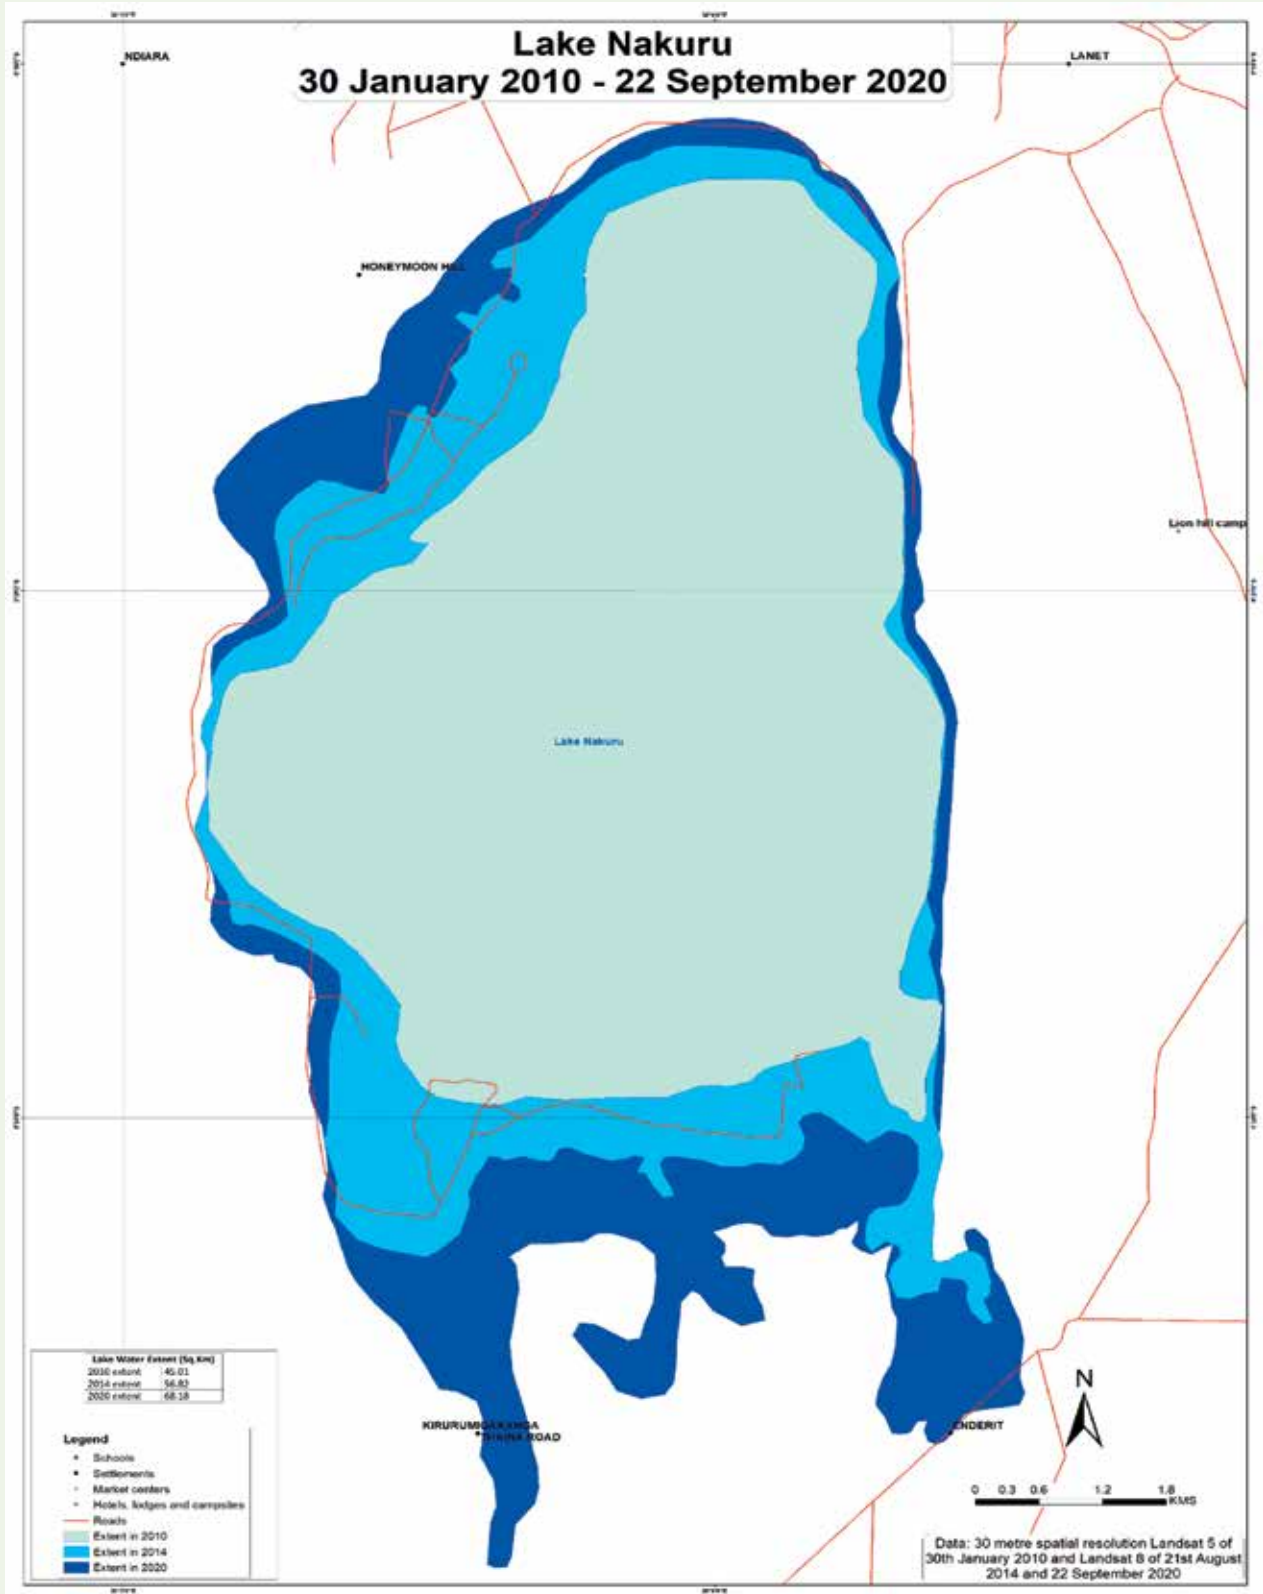 Lake Nakuru
30 January 2010 - 22 September 2020
NDIARA
LANET
HONEYMOON HILL
Lion hill camp
Lake Nakuru
Lake Water Extent (Sq.Km)
2010 extent 45.01
2014 extent 56.82
2020 extent 68.18
KIRURUMIGAKANGA
THAINA ROAD
ENDERIT
N
Legend
Schools
Settlements
Market centers
Hotels, lodges and campsites
Roads
Extent in 2010
Extent in 2014
Extent in 2020
0 0.3 0.6 1.2 1.8
KMS
Data: 30 metre spatial resolution Landsat 5 of
30th January 2010 and Landsat 8 of 21st August
2014 and 22 September 2020